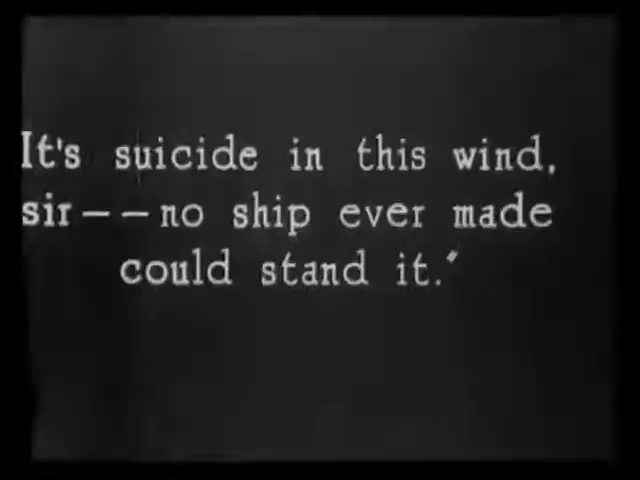 It's suicide in this wind,
sir——no ship ever made
could stand it."